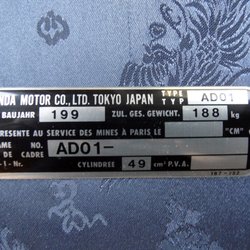 NDA MOTOR CO., LTD. TOKYO JAPAN TYPE TYP AD01
BAUJAHR 199 ZUL. GES. GEWICHT. 188 kg
PRESENTE AU SERVICE DES MINES A PARIS LE "CM"
AME NO. AD01-
DE CADRE
-I-Nr. CYLINDREE 49 cm³ P.V.A.